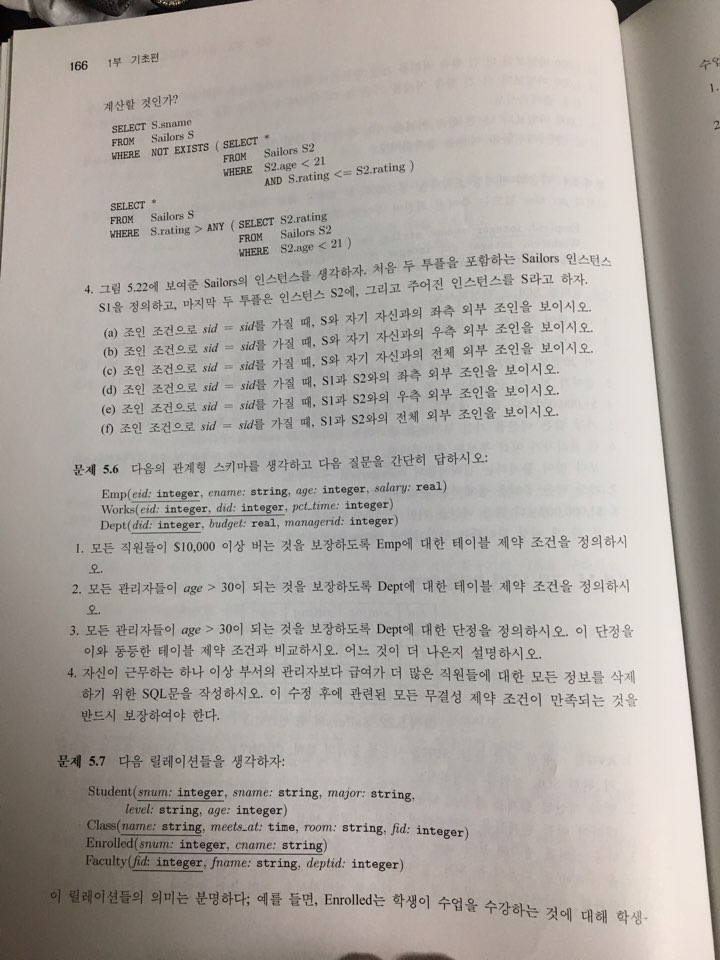 166 1부 기초편
계산할 것인가?
SELECT S.sname
FROM Sailors S
WHERE NOT EXISTS ( SELECT *
FROM Sailors S2
WHERE S2.age < 21
AND S.rating <= S2.rating )
SELECT *
FROM Sailors S
WHERE S.rating > ANY ( SELECT S2.rating
FROM Sailors S2
WHERE S2.age < 21 )
4. 그림 5.22에 보여준 Sailors의 인스턴스를 생각하자. 처음 두 투플을 포함하는 Sailors 인스턴스
S1을 정의하고, 마지막 두 투플은 인스턴스 S2에, 그리고 주어진 인스턴스를 S라고 하자.
(a) 조인 조건으로 sid = sid를 가질 때, S와 자기 자신과의 좌측 외부 조인을 보이시오.
(b) 조인 조건으로 sid = sid를 가질 때, S와 자기 자신과의 우측 외부 조인을 보이시오.
(c) 조인 조건으로 sid = sid를 가질 때, S와 자기 자신과의 전체 외부 조인을 보이시오.
(d) 조인 조건으로 sid = sid를 가질 때, S1과 S2와의 좌측 외부 조인을 보이시오.
(e) 조인 조건으로 sid = sid를 가질 때, S1과 S2와의 우측 외부 조인을 보이시오.
(f) 조인 조건으로 sid = sid를 가질 때, S1과 S2와의 전체 외부 조인을 보이시오.
문제 5.6 다음의 관계형 스키마를 생각하고 다음 질문을 간단히 답하시오:
Emp(eid: integer, ename: string, age: integer, salary: real)
Works(eid: integer, did: integer, pct_time: integer)
Dept(did: integer, budget: real, managerid: integer)
1. 모든 직원들이 $10,000 이상 버는 것을 보장하도록 Emp에 대한 테이블 제약 조건을 정의하시
오.
2. 모든 관리자들이 age > 30이 되는 것을 보장하도록 Dept에 대한 테이블 제약 조건을 정의하시
오.
3. 모든 관리자들이 age > 30이 되는 것을 보장하도록 Dept에 대한 단정을 정의하시오. 이 단정을
이와 동등한 테이블 제약 조건과 비교하시오. 어느 것이 더 나은지 설명하시오.
4. 자신이 근무하는 하나 이상 부서의 관리자보다 급여가 더 많은 직원들에 대한 모든 정보를 삭제
하기 위한 SQL문을 작성하시오. 이 수정 후에 관련된 모든 무결성 제약 조건이 만족되는 것을
반드시 보장하여야 한다.
문제 5.7 다음 릴레이션들을 생각하자:
Student(snum: integer, sname: string, major: string,
level: string, age: integer)
Class(name: string, meets_at: time, room: string, fid: integer)
Enrolled(snum: integer, cname: string)
Faculty(fid: integer, fname: string, deptid: integer)
이 릴레이션들의 의미는 분명하다; 예를 들면, Enrolled는 학생이 수업을 수강하는 것에 대해 학생-
수업
1.
2